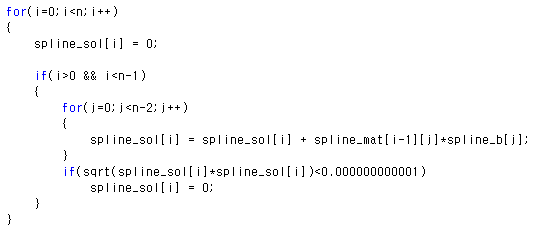 for(i=0;i<n;i++)
{
    spline_sol[i] = 0;
    if(i>0 && i<n-1)
    {
        for(j=0;j<n-2;j++)
        {
            spline_sol[i] = spline_sol[i] + spline_mat[i-1][j]*spline_b[j];
        }
        if(sqrt(spline_sol[i]*spline_sol[i])<0.000000000001)
            spline_sol[i] = 0;
    }
}